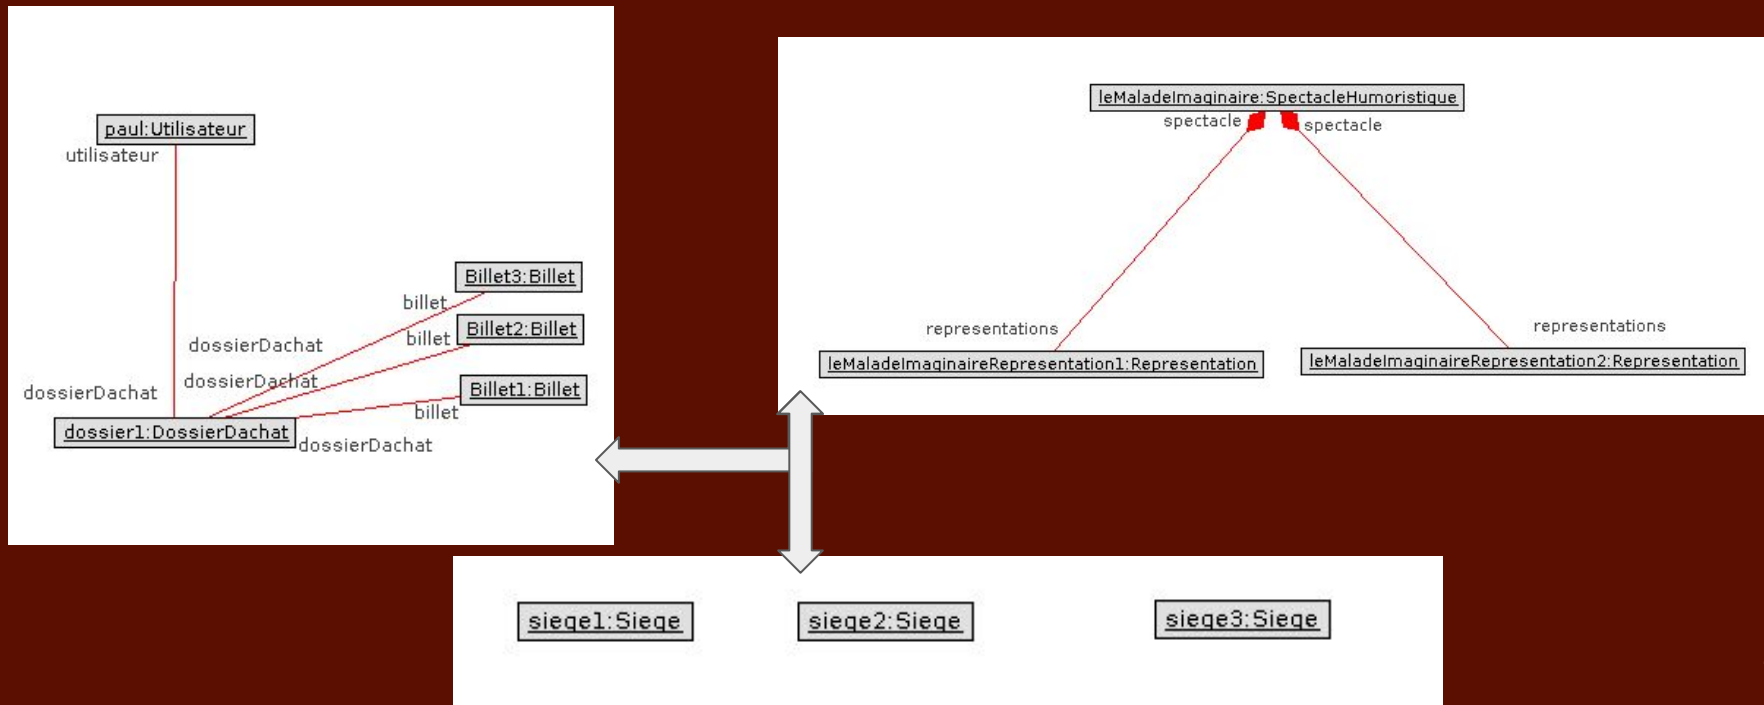 paul:Utilisateur
utilisateur
Billet3:Billet
billet
Billet2:Billet
billet
dossierDachat
dossierDachat
Billet1:Billet
billet
dossierDachat
dossier1:DossierDachat
dossierDachat
leMaladeImaginaire:SpectacleHumoristique
spectacle
spectacle
representations
representations
leMaladeImaginaireRepresentation1:Representation
leMaladeImaginaireRepresentation2:Representation
siege1:Siege
siege2:Siege
siege3:Siege